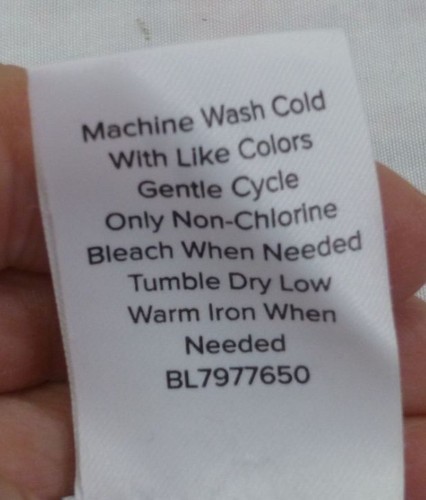 Machine Wash Cold
With Like Colors
Gentle Cycle
Only Non-Chlorine
Bleach When Needed
Tumble Dry Low
Warm Iron When
Needed
BL7977650